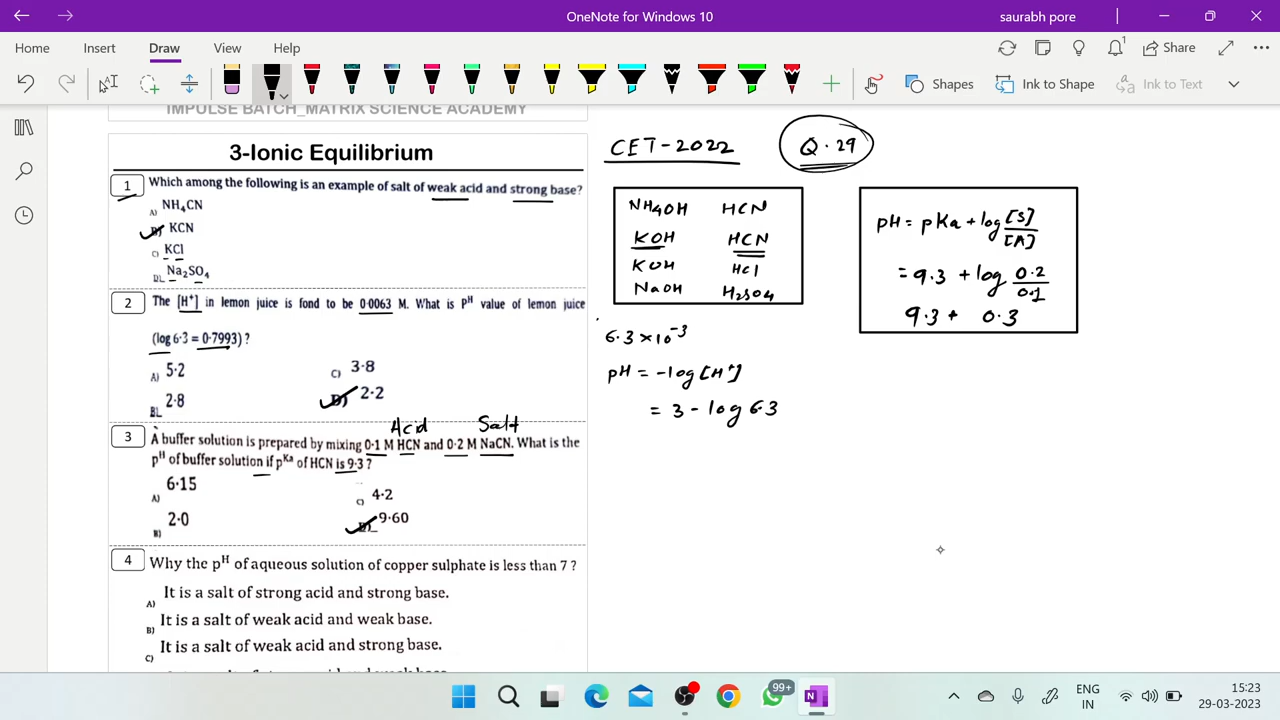 OneNote for Windows 10
saurabh pore
Home Insert Draw View Help
Share
Shapes
Ink to Shape
Ink to Text
IMPULSE BATCH_MATRIX SCIENCE ACADEMY
3-Ionic Equilibrium
1 Which among the following is an example of salt of weak acid and strong base?
A) NH₄CN
B) KCN
C) KCl
D) Na₂SO₄
2 The [H⁺] in lemon juice is fond to be 0.0063 M. What is Pᴴ value of lemon juice
(log 6.3 = 0.7993) ?
A) 5.2
C) 3.8
B) 2.8
D) 2.2
Acid Salt
3 A buffer solution is prepared by mixing 0.1 M HCN and 0.2 M NaCN. What is the
pᴴ of buffer solution if pᴷᵃ of HCN is 9.3 ?
A) 6.15
C) 4.2
B) 2.0
D) 9.60
4 Why the pᴴ of aqueous solution of copper sulphate is less than 7 ?
A) It is a salt of strong acid and strong base.
B) It is a salt of weak acid and weak base.
C) It is a salt of weak acid and strong base.
CET-2022 Q.29
NH4OH HCN
KOH HCN
KOH HCl
NaOH H2SO4
pH = pKa + log [S]/[A]
= 9.3 + log 0.2/0.1
9.3 + 0.3
6.3 × 10⁻³
pH = -log [H⁺]
= 3 - log 6.3
99+
ENG
IN
15:23
29-03-2023